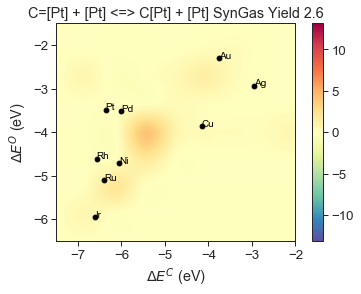 C=[Pt] + [Pt] <=> C[Pt] + [Pt] SynGas Yield 2.6
−2
−3
−4
−5
−6
ΔE^O (eV)
Au
Ag
Pt
Pd
Cu
Rh
Ni
Ru
Ir
−7
−6
−5
−4
−3
−2
ΔE^C (eV)
10
5
0
−5
−10